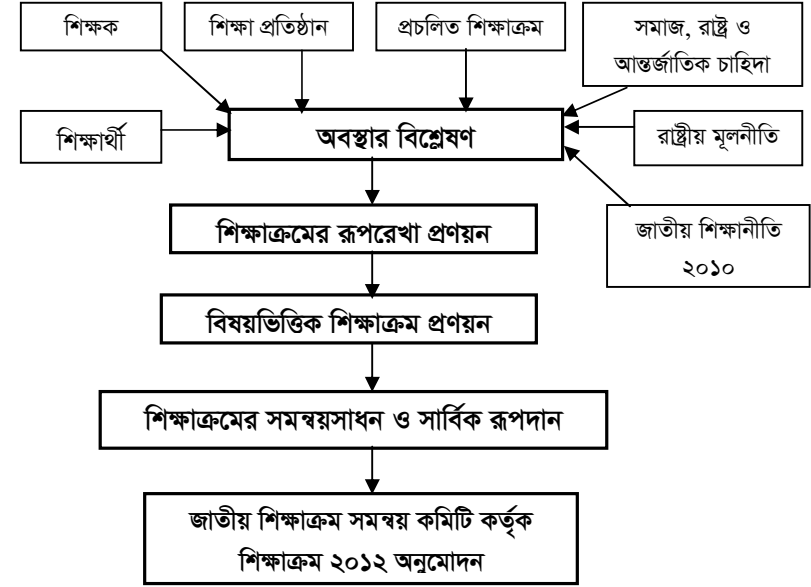 শিক্ষক
শিক্ষা প্রতিষ্ঠান
প্রচলিত শিক্ষাক্রম
সমাজ, রাষ্ট্র ও
আন্তর্জাতিক চাহিদা
শিক্ষার্থী
অবস্থার বিশ্লেষণ
রাষ্ট্রীয় মূলনীতি
শিক্ষাক্রমের রূপরেখা প্রণয়ন
জাতীয় শিক্ষানীতি
২০১০
বিষয়ভিত্তিক শিক্ষাক্রম প্রণয়ন
শিক্ষাক্রমের সমন্বয়সাধন ও সার্বিক রূপদান
জাতীয় শিক্ষাক্রম সমন্বয় কমিটি কর্তৃক
শিক্ষাক্রম ২০১২ অনুমোদন